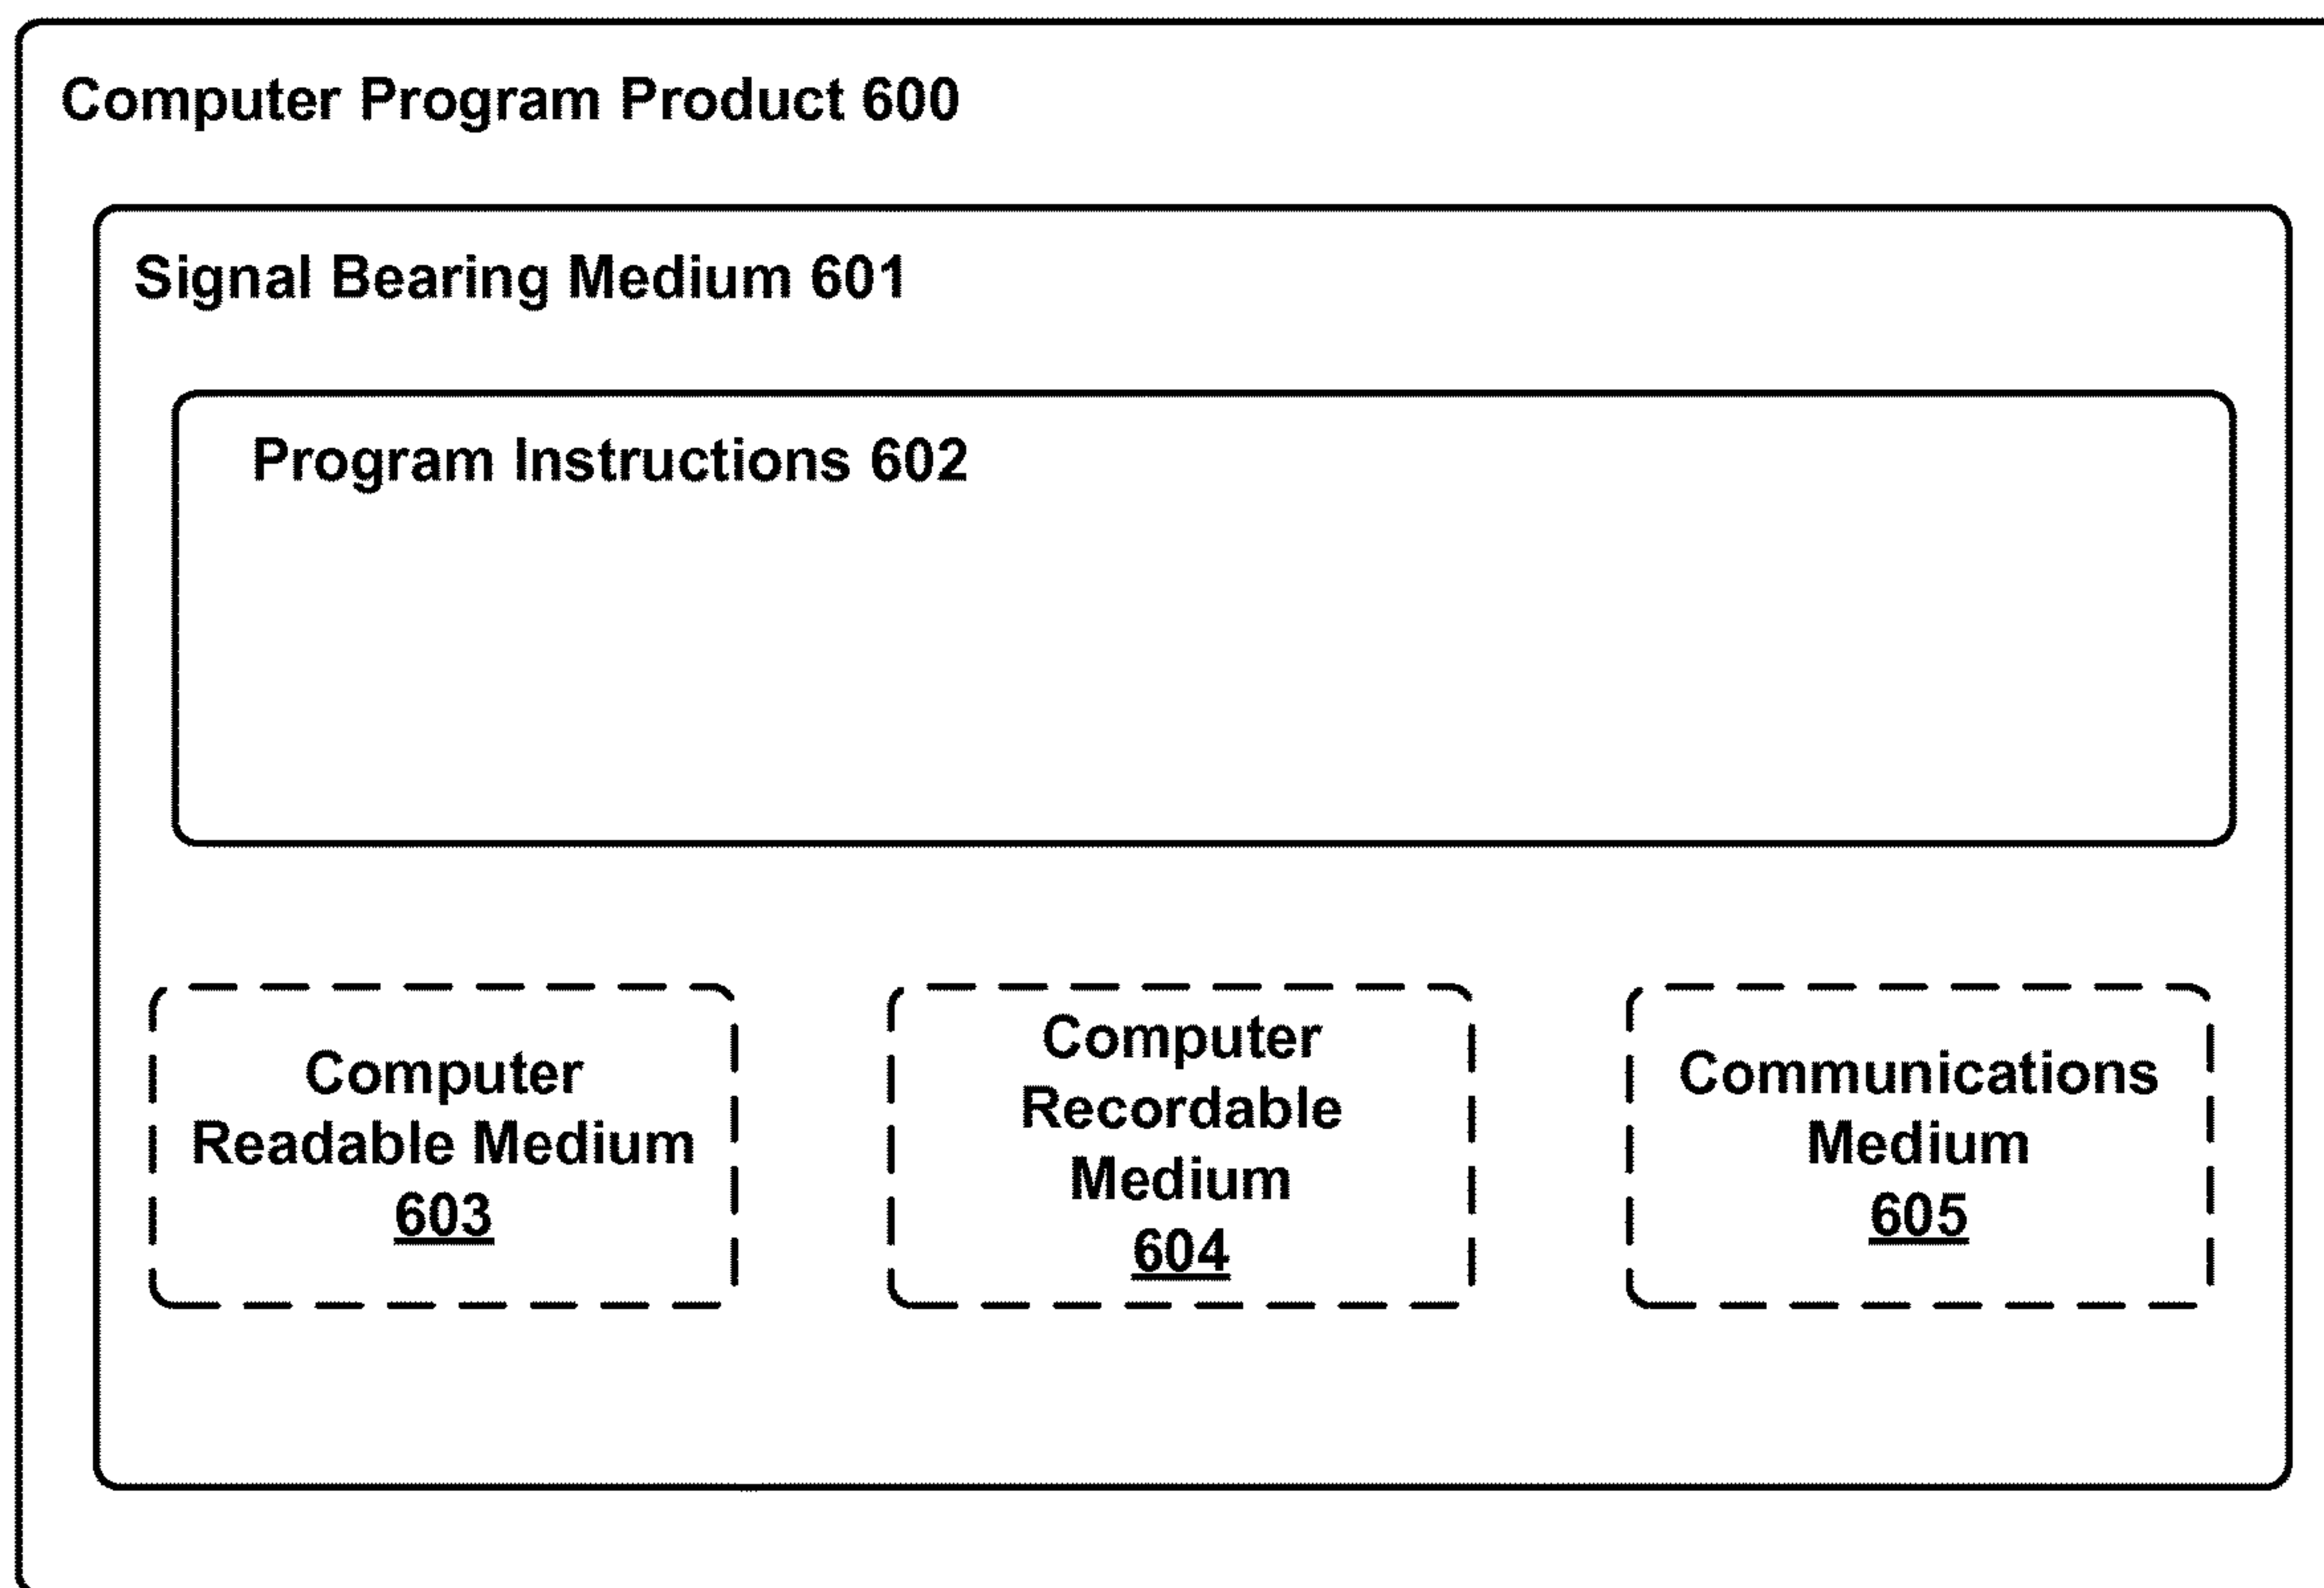 Computer Program Product 600
Signal Bearing Medium 601
Program Instructions 602
Computer
Readable Medium
603
Computer
Recordable
Medium
604
Communications
Medium
605